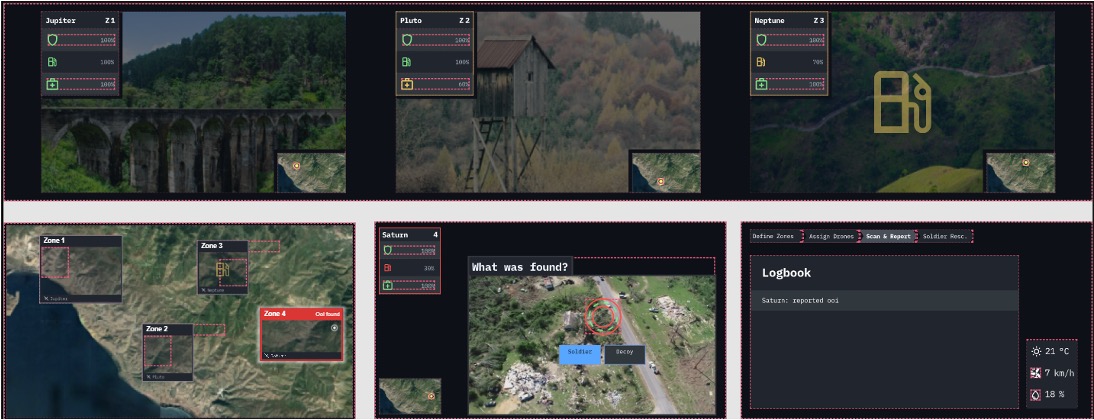 Jupiter Z 1
100%
100%
100%
Pluto Z 2
100%
100%
60%
Neptune Z 3
100%
70%
100%
Zone 1
Jupiter
Zone 3
Neptune
Zone 2
Pluto
Zone 4 OoI found
Saturn
Saturn 4
100%
30%
100%
What was found?
Soldier Decoy
Define Zones Assign Drones Scan & Report Soldier Resc.
Logbook
Saturn: reported ooi
21 °C
7 km/h
18 %